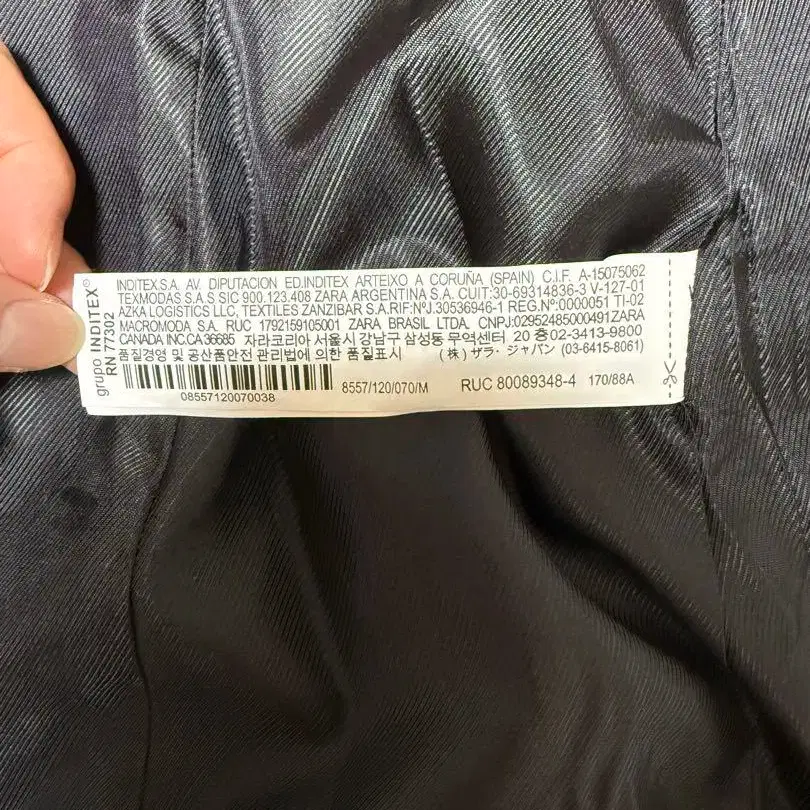 grupo INDITEX®
RN 77302
INDITEX.S.A. AV. DIPUTACION ED.INDITEX ARTEIXO A CORUÑA (SPAIN) C.I.F. A-15075062
TEXMODAS S.A.S SIC 900.123.408 ZARA ARGENTINA S.A. CUIT:30-69314836-3 V-127-01
AZKA LOGISTICS LLC, TEXTILES ZANZIBAR S.A.RIF:NºJ.30536946-1 REG.Nº:0000051 TI-02
MACROMODA S.A. RUC 1792159105001 ZARA BRASIL LTDA. CNPJ:02952485000491ZARA
CANADA INC.CA 36685 자라코리아 서울시 강남구 삼성동 무역센터 20 층02-3413-9800
품질경영 및 공산품안전 관리법에 의한 품질표시 (株) ザラ・ジャパン (03-6415-8061)
08557120070038 8557/120/070/M RUC 80089348-4 170/88A